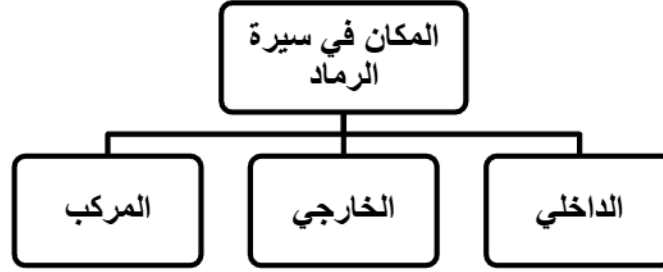 المكان في سيرة
الرماد
الداخلي
الخارجي
المركب